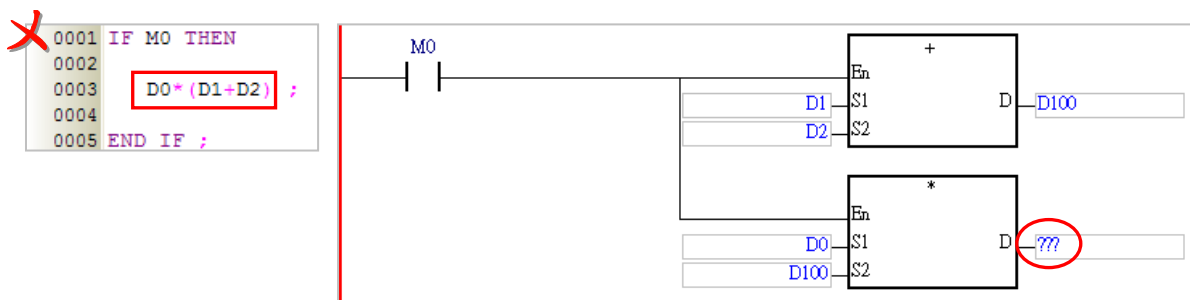 0001 IF M0 THEN
0002
0003 D0*(D1+D2) ;
0004
0005 END IF ;
M0
+
En
D1 S1 D D100
D2 S2
*
En
D0 S1 D ???
D100 S2